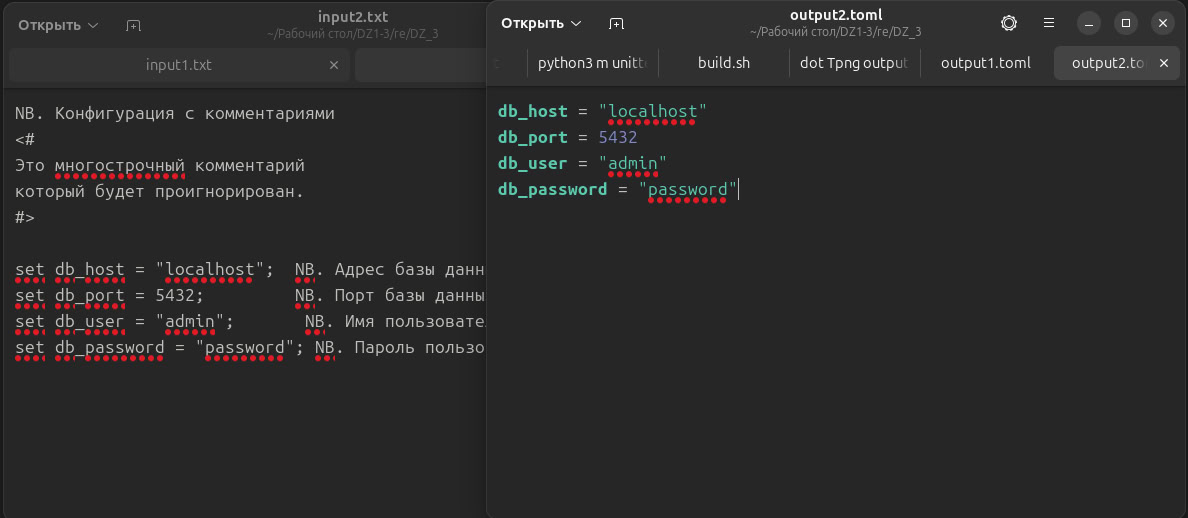 Открыть
input2.txt
~/Рабочий стол/DZ1-3/re/DZ_3
input1.txt
NB. Конфигурация с комментариями
<#
Это многострочный комментарий
который будет проигнорирован.
#>
set db_host = "localhost";  NB. Адрес базы данн
set db_port = 5432;         NB. Порт базы данны
set db_user = "admin";       NB. Имя пользовате
set db_password = "password"; NB. Пароль пользо
Открыть
output2.toml
~/Рабочий стол/DZ1-3/re/DZ_3
python3 m unitte
build.sh
dot Tpng output
output1.toml
output2.to
db_host = "localhost"
db_port = 5432
db_user = "admin"
db_password = "password"